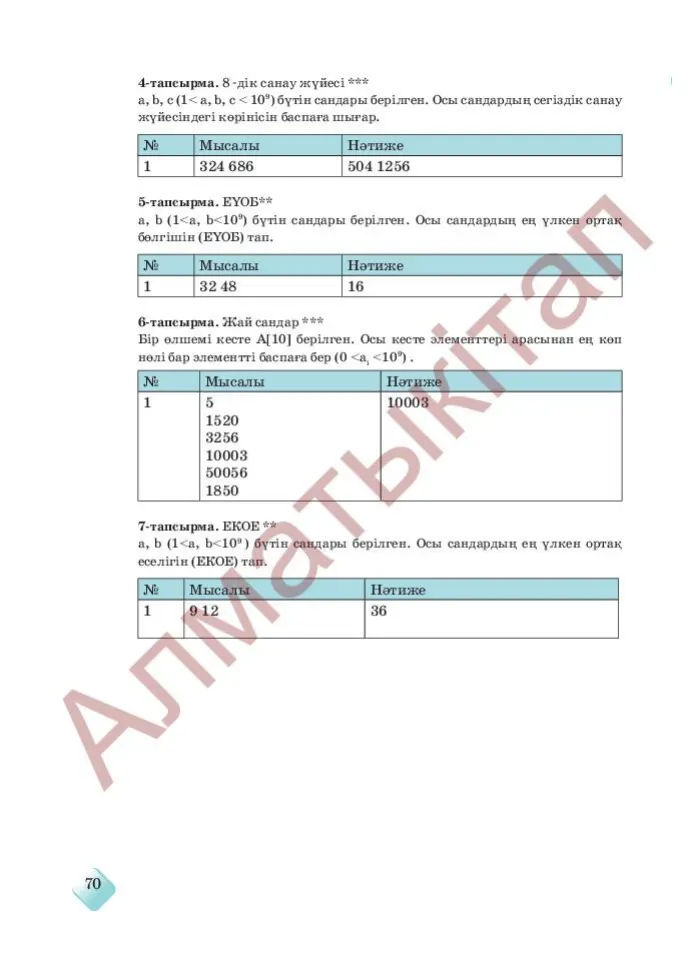 4-тапсырма. 8 -дік санау жүйесі ***
a, b, c (1< a, b, c < 10⁹) бүтін сандары берілген. Осы сандардың сегіздік санау
жүйесіндегі көрінісін баспаға шығар.
№ Мысалы Нәтиже
1 324 686 504 1256
5-тапсырма. ЕҮОБ**
a, b (1<a, b<10⁹) бүтін сандары берілген. Осы сандардың ең үлкен ортақ
бөлгішін (ЕҮОБ) тап.
№ Мысалы Нәтиже
1 32 48 16
6-тапсырма. Жай сандар ***
Бір өлшемі кесте А[10] берілген. Осы кесте элементтері арасынан ең көп
нөлі бар элементті баспаға бер (0 <aᵢ <10⁹) .
№ Мысалы Нәтиже
1 5 10003
1520
3256
10003
50056
1850
7-тапсырма. ЕКОЕ **
a, b (1<a, b<10⁹ ) бүтін сандары берілген. Осы сандардың ең үлкен ортақ
еселігін (ЕКОЕ) тап.
№ Мысалы Нәтиже
1 9 12 36
70
Алматыкітап